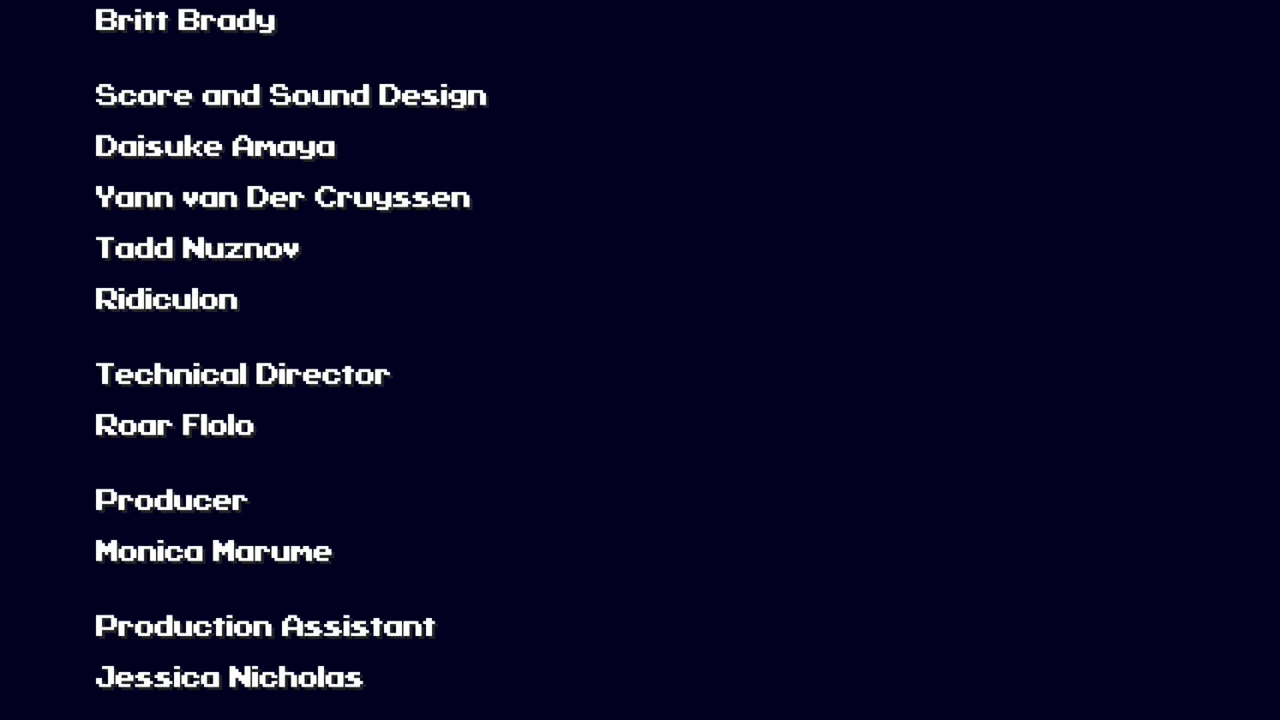 Britt Brady
Score and Sound Design
Daisuke Amaya
Yann van Der Cruyssen
Tadd Nuznov
Ridiculon
Technical Director
Roar Flolo
Producer
Monica Marume
Production Assistant
Jessica Nicholas